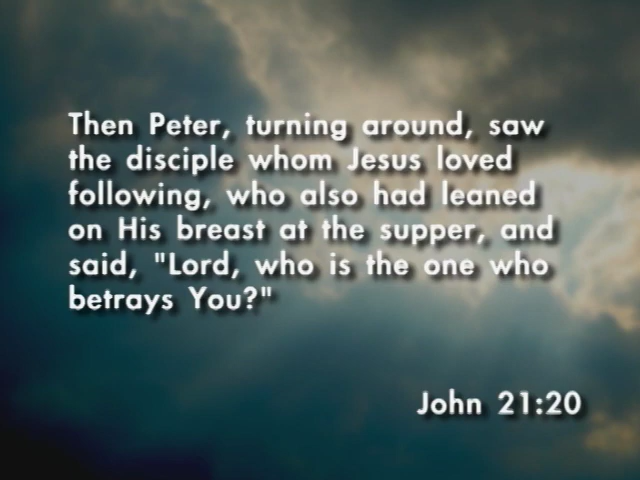 Then Peter, turning around, saw
the disciple whom Jesus loved
following, who also had leaned
on His breast at the supper, and
said, "Lord, who is the one who
betrays You?"
John 21:20